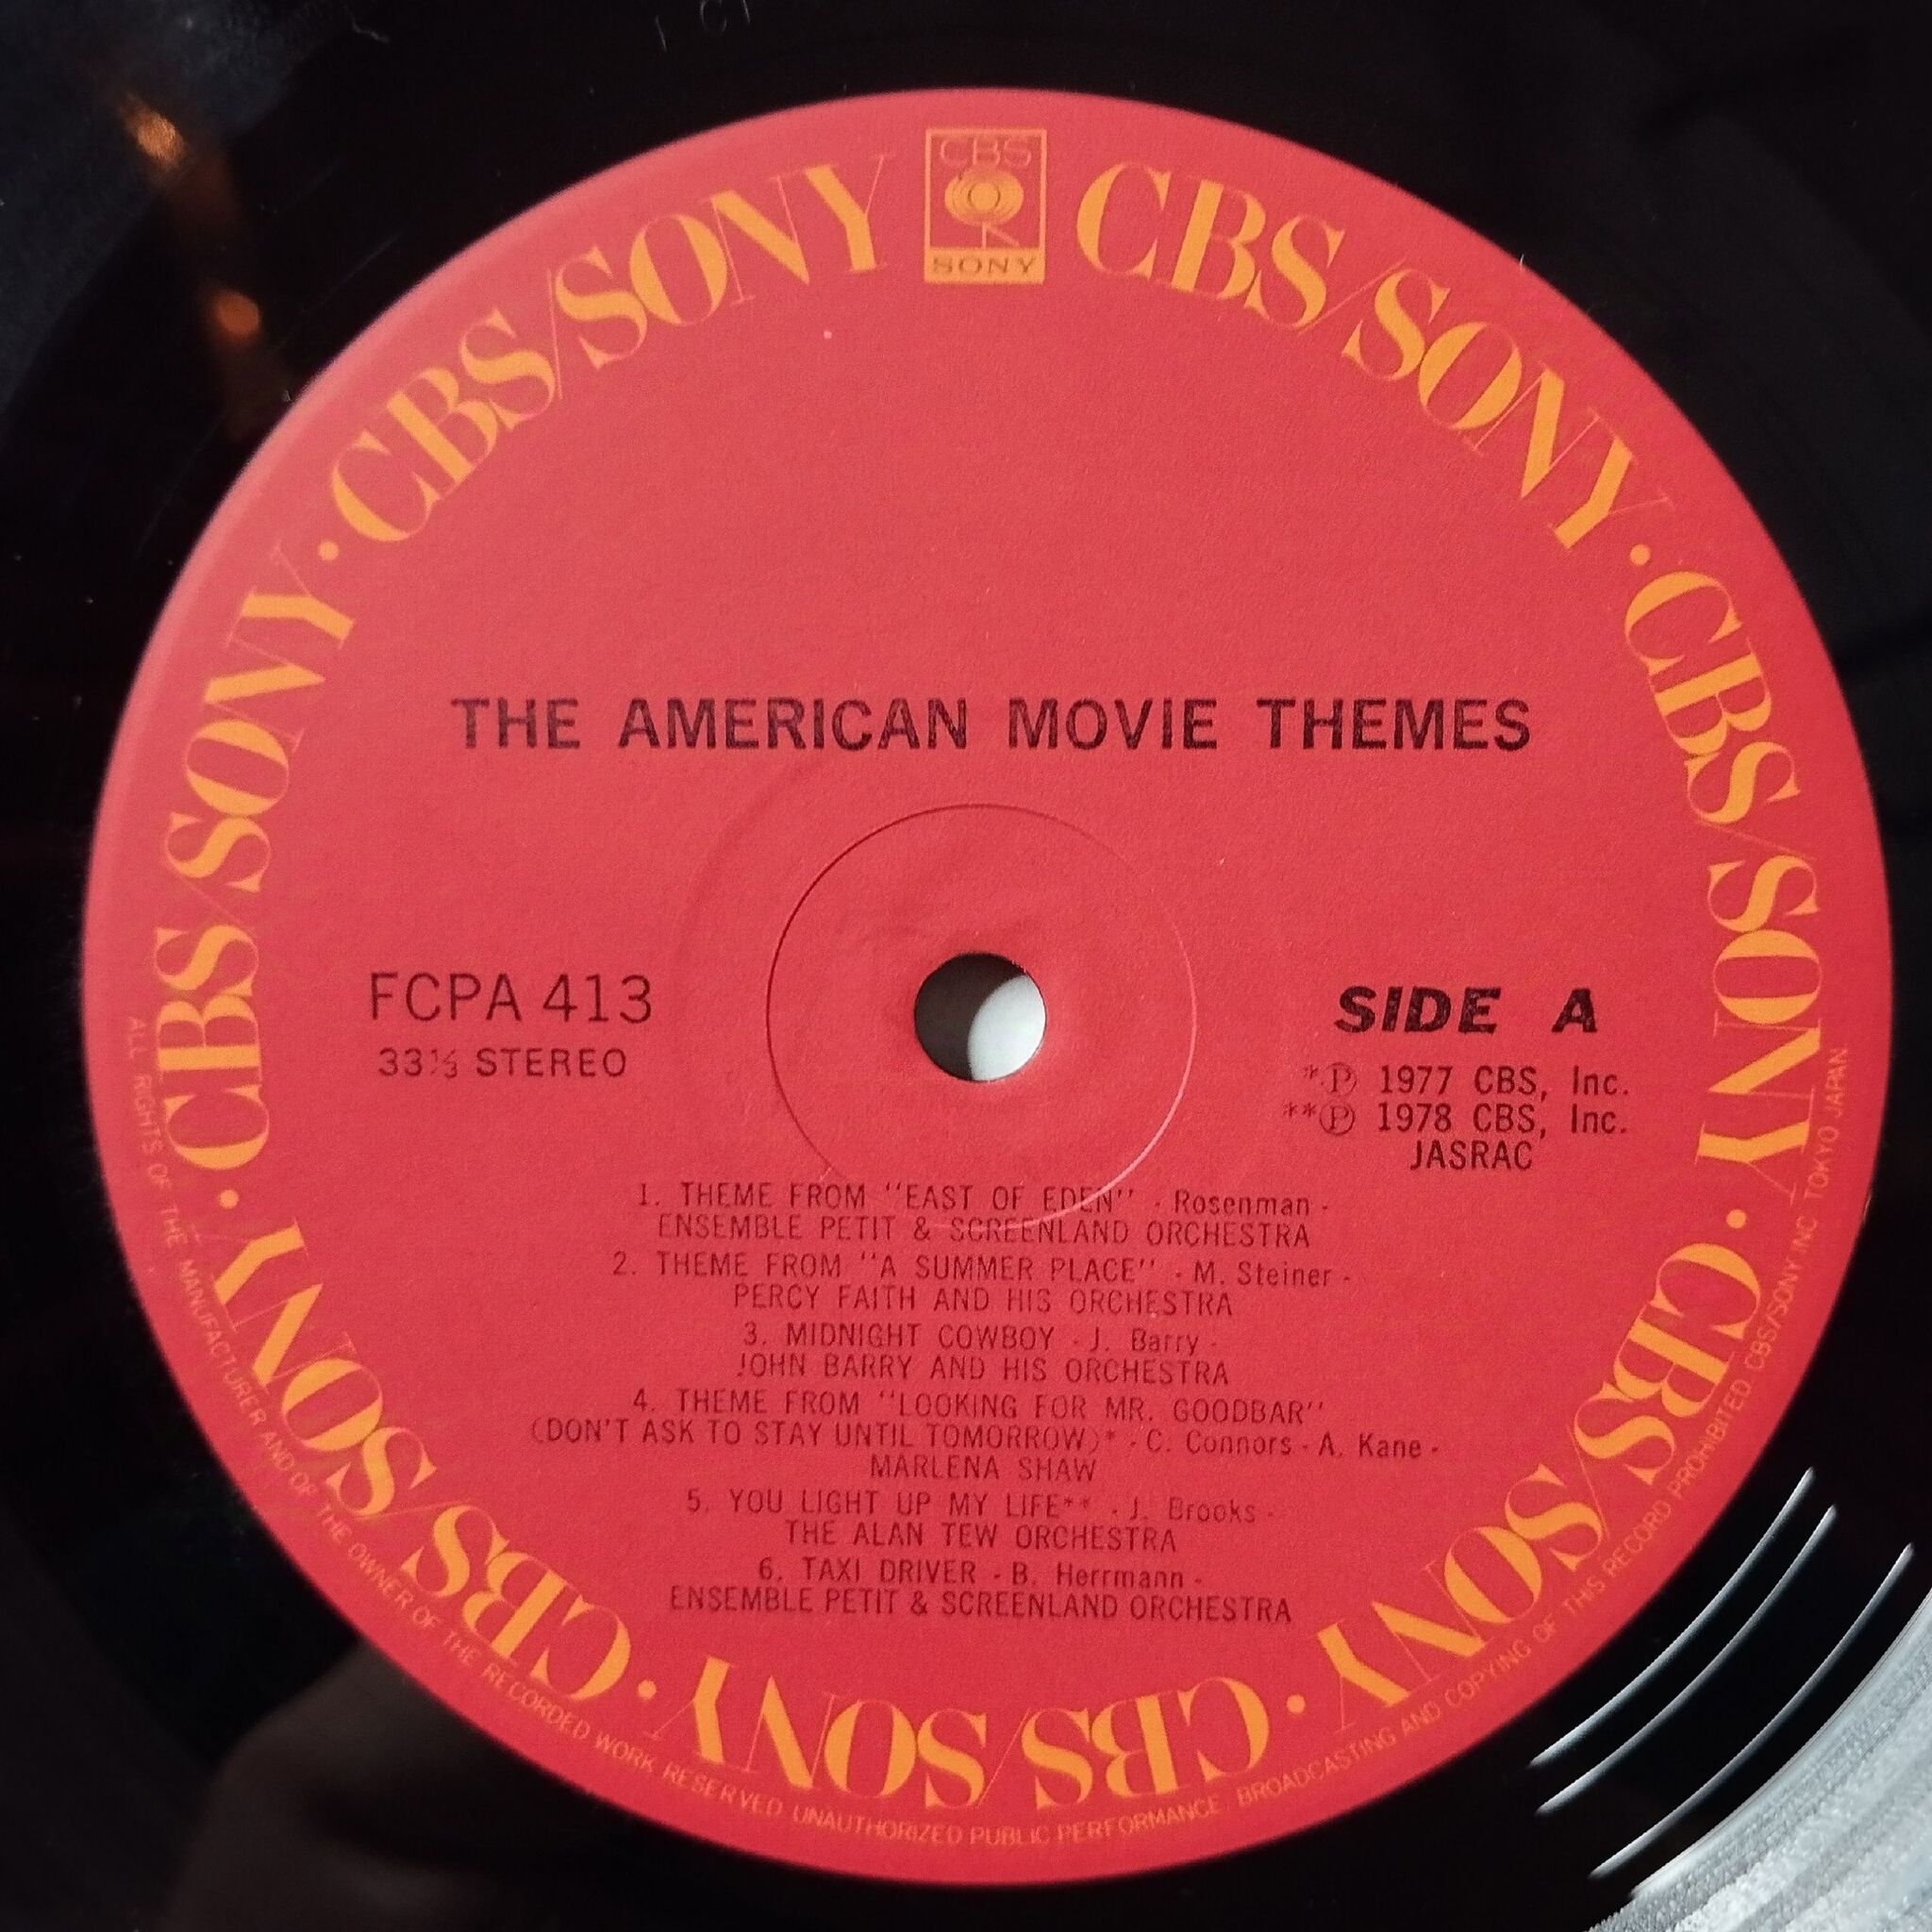 CBS
SONY
CBS/SONY · CBS/SONY · CBS/SONY · CBS/SONY · CBS/SONY · CBS/SONY · CBS/SONY
THE AMERICAN MOVIE THEMES
FCPA 413
33⅓ STEREO
SIDE A
*Ⓟ 1977 CBS, Inc.
**Ⓟ 1978 CBS, Inc.
JASRAC
1. THEME FROM "EAST OF EDEN" - Rosenman -
ENSEMBLE PETIT & SCREENLAND ORCHESTRA
2. THEME FROM "A SUMMER PLACE" - M. Steiner -
PERCY FAITH AND HIS ORCHESTRA
3. MIDNIGHT COWBOY - J. Barry -
JOHN BARRY AND HIS ORCHESTRA
4. THEME FROM "LOOKING FOR MR. GOODBAR"
(DON'T ASK TO STAY UNTIL TOMORROW)* - C. Connors - A. Kane -
MARLENA SHAW
5. YOU LIGHT UP MY LIFE** - J. Brooks -
THE ALAN TEW ORCHESTRA
6. TAXI DRIVER - B. Herrmann -
ENSEMBLE PETIT & SCREENLAND ORCHESTRA
ALL RIGHTS OF THE MANUFACTURER AND OF THE OWNER OF THE RECORDED WORK RESERVED UNAUTHORIZED PUBLIC PERFORMANCE BROADCASTING AND COPYING OF THIS RECORD PROHIBITED. CBS/SONY INC TOKYO JAPAN